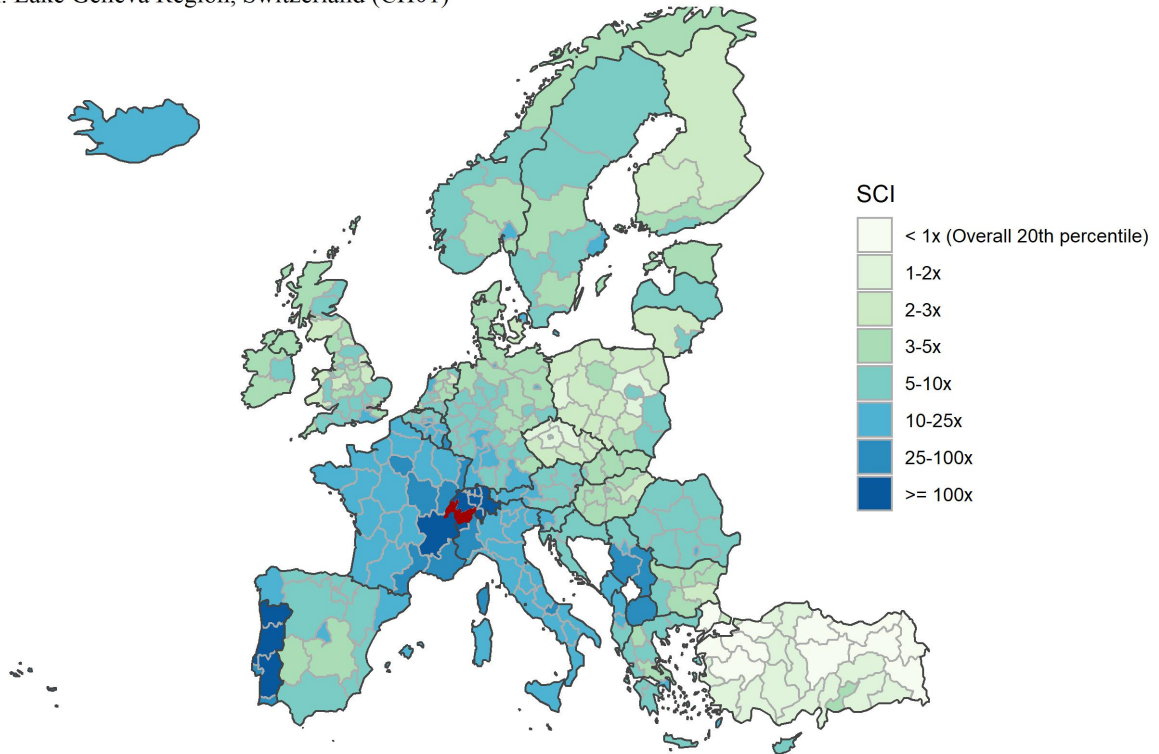 Lake Geneva Region, Switzerland (CH01)
SCI
< 1x (Overall 20th percentile)
1-2x
2-3x
3-5x
5-10x
10-25x
25-100x
>= 100x